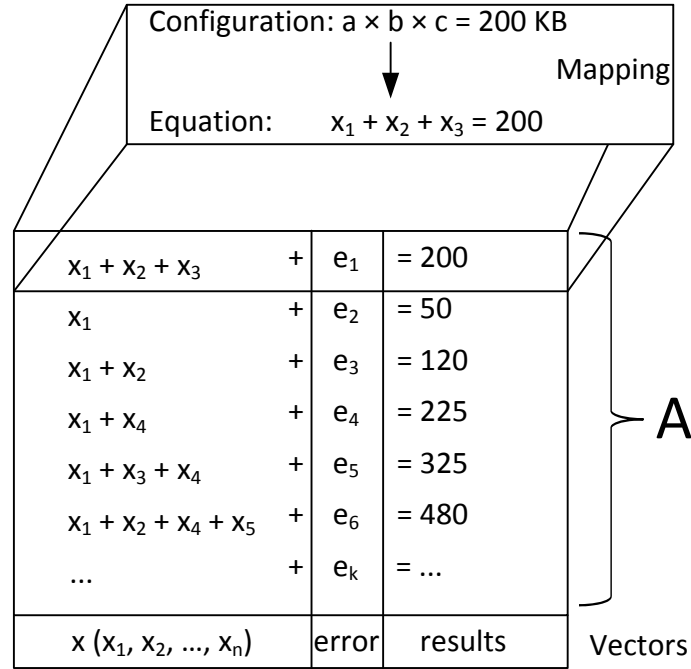 Configuration: a × b × c = 200 KB
Mapping
Equation: x₁ + x₂ + x₃ = 200
x₁ + x₂ + x₃ + e₁ = 200
x₁ + e₂ = 50
x₁ + x₂ + e₃ = 120
x₁ + x₄ + e₄ = 225
x₁ + x₃ + x₄ + e₅ = 325
x₁ + x₂ + x₄ + x₅ + e₆ = 480
... + eₖ = ...
A
x (x₁, x₂, ..., xₙ) error results Vectors